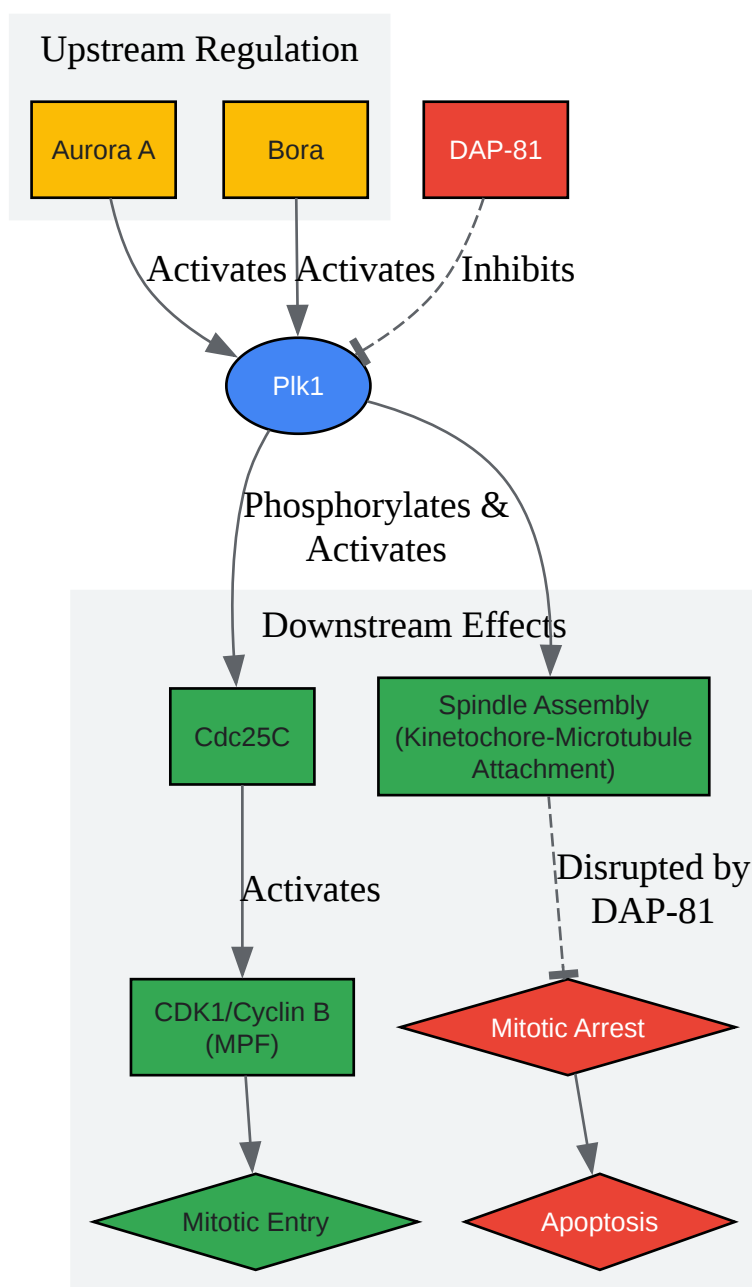 Upstream Regulation
Aurora A
Bora
DAP-81
Activates
Activates
Inhibits
Plk1
Phosphorylates &
Activates
Downstream Effects
Cdc25C
Spindle Assembly
(Kinetochore-Microtubule
Attachment)
Activates
Disrupted by
DAP-81
CDK1/Cyclin B
(MPF)
Mitotic Arrest
Mitotic Entry
Apoptosis